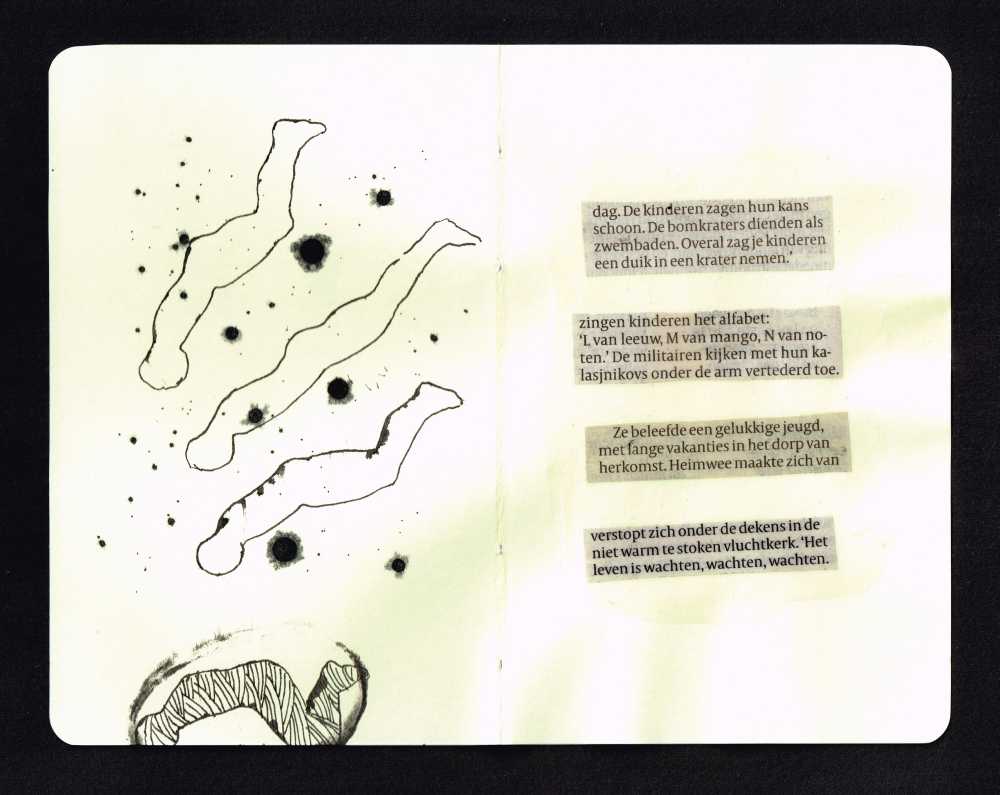 dag. De kinderen zagen hun kans
schoon. De bomkraters dienden als
zwembaden. Overal zag je kinderen
een duik in een krater nemen.’
zingen kinderen het alfabet:
‘L van leeuw, M van mango, N van no-
ten.’ De militairen kijken met hun ka-
lasjnikovs onder de arm vertederd toe.
Ze beleefde een gelukkige jeugd,
met lange vakanties in het dorp van
herkomst. Heimwee maakte zich van
verstopt zich onder de dekens in de
niet warm te stoken vluchtkerk. ‘Het
leven is wachten, wachten, wachten.